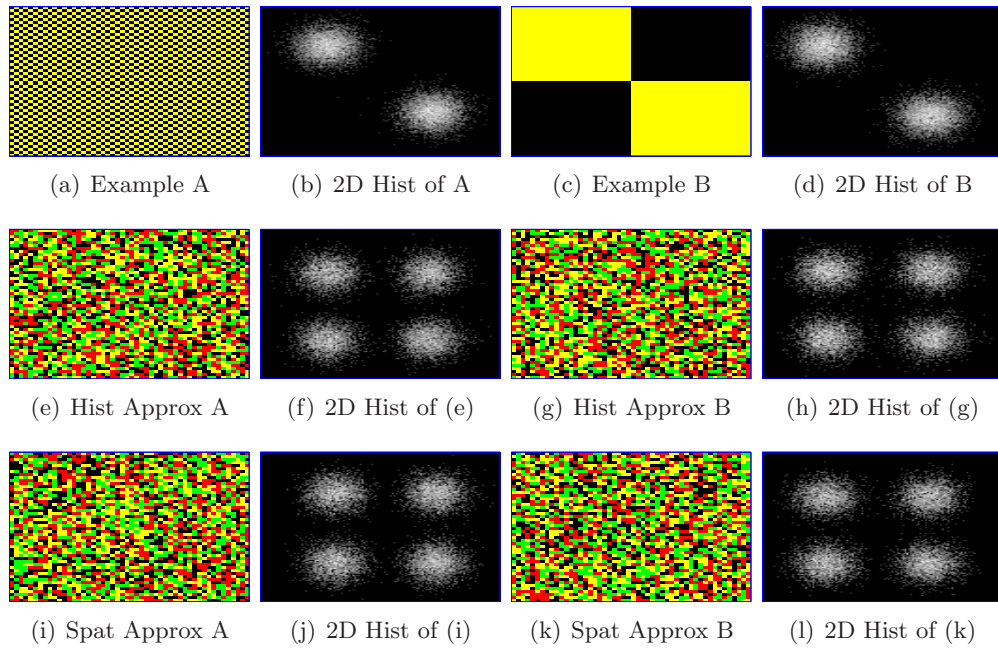 (a) Example A
(b) 2D Hist of A
(c) Example B
(d) 2D Hist of B
(e) Hist Approx A
(f) 2D Hist of (e)
(g) Hist Approx B
(h) 2D Hist of (g)
(i) Spat Approx A
(j) 2D Hist of (i)
(k) Spat Approx B
(l) 2D Hist of (k)